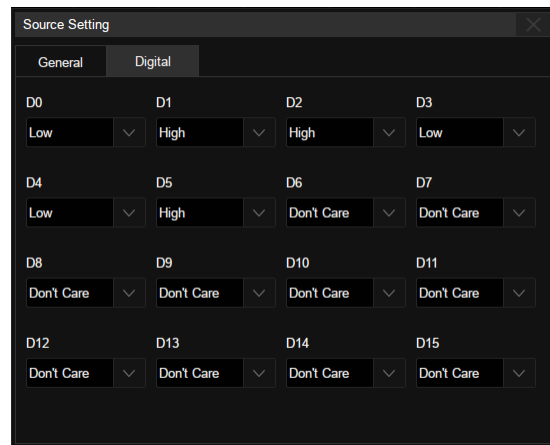 Source Setting
General Digital
D0 D1 D2 D3
Low High High Low
D4 D5 D6 D7
Low High Don't Care Don't Care
D8 D9 D10 D11
Don't Care Don't Care Don't Care Don't Care
D12 D13 D14 D15
Don't Care Don't Care Don't Care Don't Care